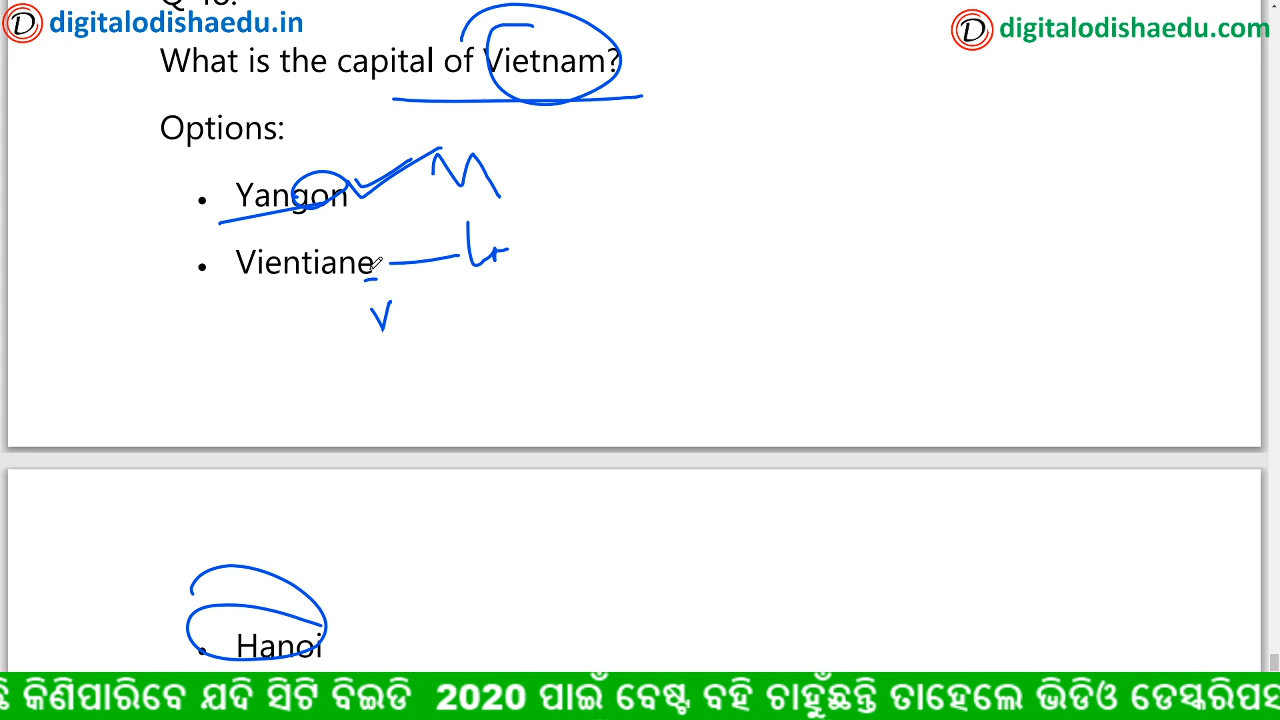 digitalodishaedu.in
digitalodishaedu.com
What is the capital of Vietnam?
Options:
• Yangon M
• Vientiane
V
• Hanoi
କିଣିପାରିବେ ଯଦି ସିଟି ବିଇଡି 2020 ପାଇଁ ବେଷ୍ଟ ବହି ଚାହୁଁଛନ୍ତି ତାହେଲେ ଭିଡିଓ